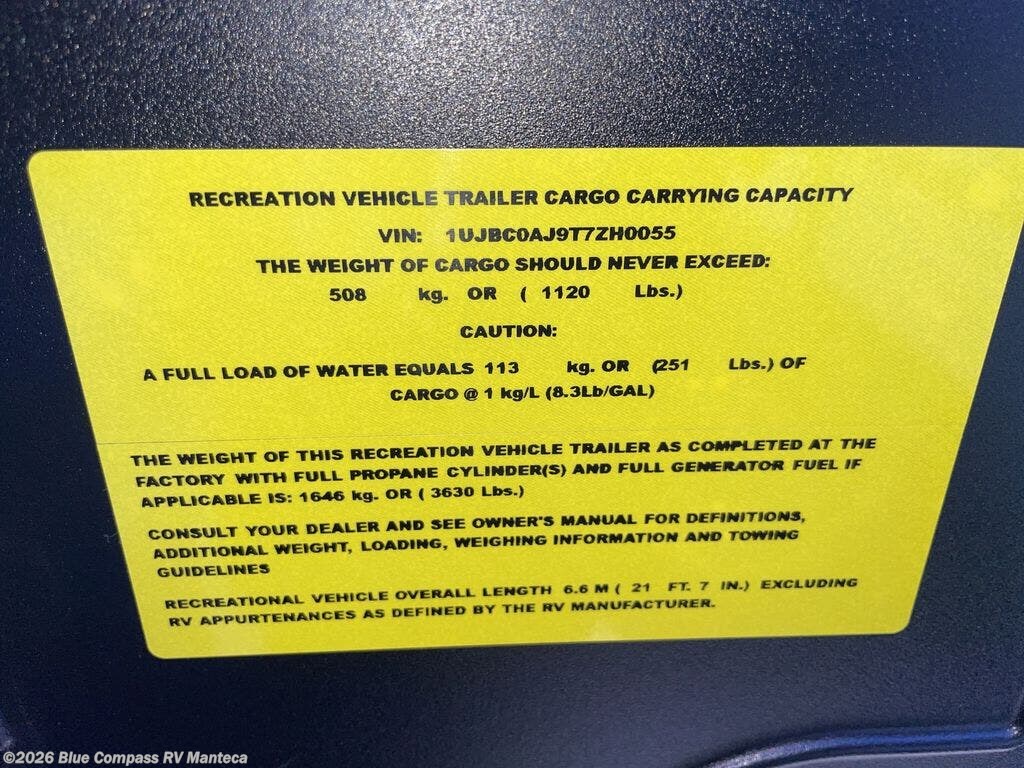 RECREATION VEHICLE TRAILER CARGO CARRYING CAPACITY
VIN: 1UJBC0AJ9T7ZH0055
THE WEIGHT OF CARGO SHOULD NEVER EXCEED:
508 kg. OR ( 1120 Lbs.)
CAUTION:
A FULL LOAD OF WATER EQUALS 113 kg. OR (251 Lbs.) OF
CARGO @ 1 kg/L (8.3Lb/GAL)
THE WEIGHT OF THIS RECREATION VEHICLE TRAILER AS COMPLETED AT THE
FACTORY WITH FULL PROPANE CYLINDER(S) AND FULL GENERATOR FUEL IF
APPLICABLE IS: 1646 kg. OR ( 3630 Lbs.)
CONSULT YOUR DEALER AND SEE OWNER'S MANUAL FOR DEFINITIONS,
ADDITIONAL WEIGHT, LOADING, WEIGHING INFORMATION AND TOWING
GUIDELINES
RECREATIONAL VEHICLE OVERALL LENGTH 6.6 M ( 21 FT. 7 IN.) EXCLUDING
RV APPURTENANCES AS DEFINED BY THE RV MANUFACTURER.
©2026 Blue Compass RV Manteca